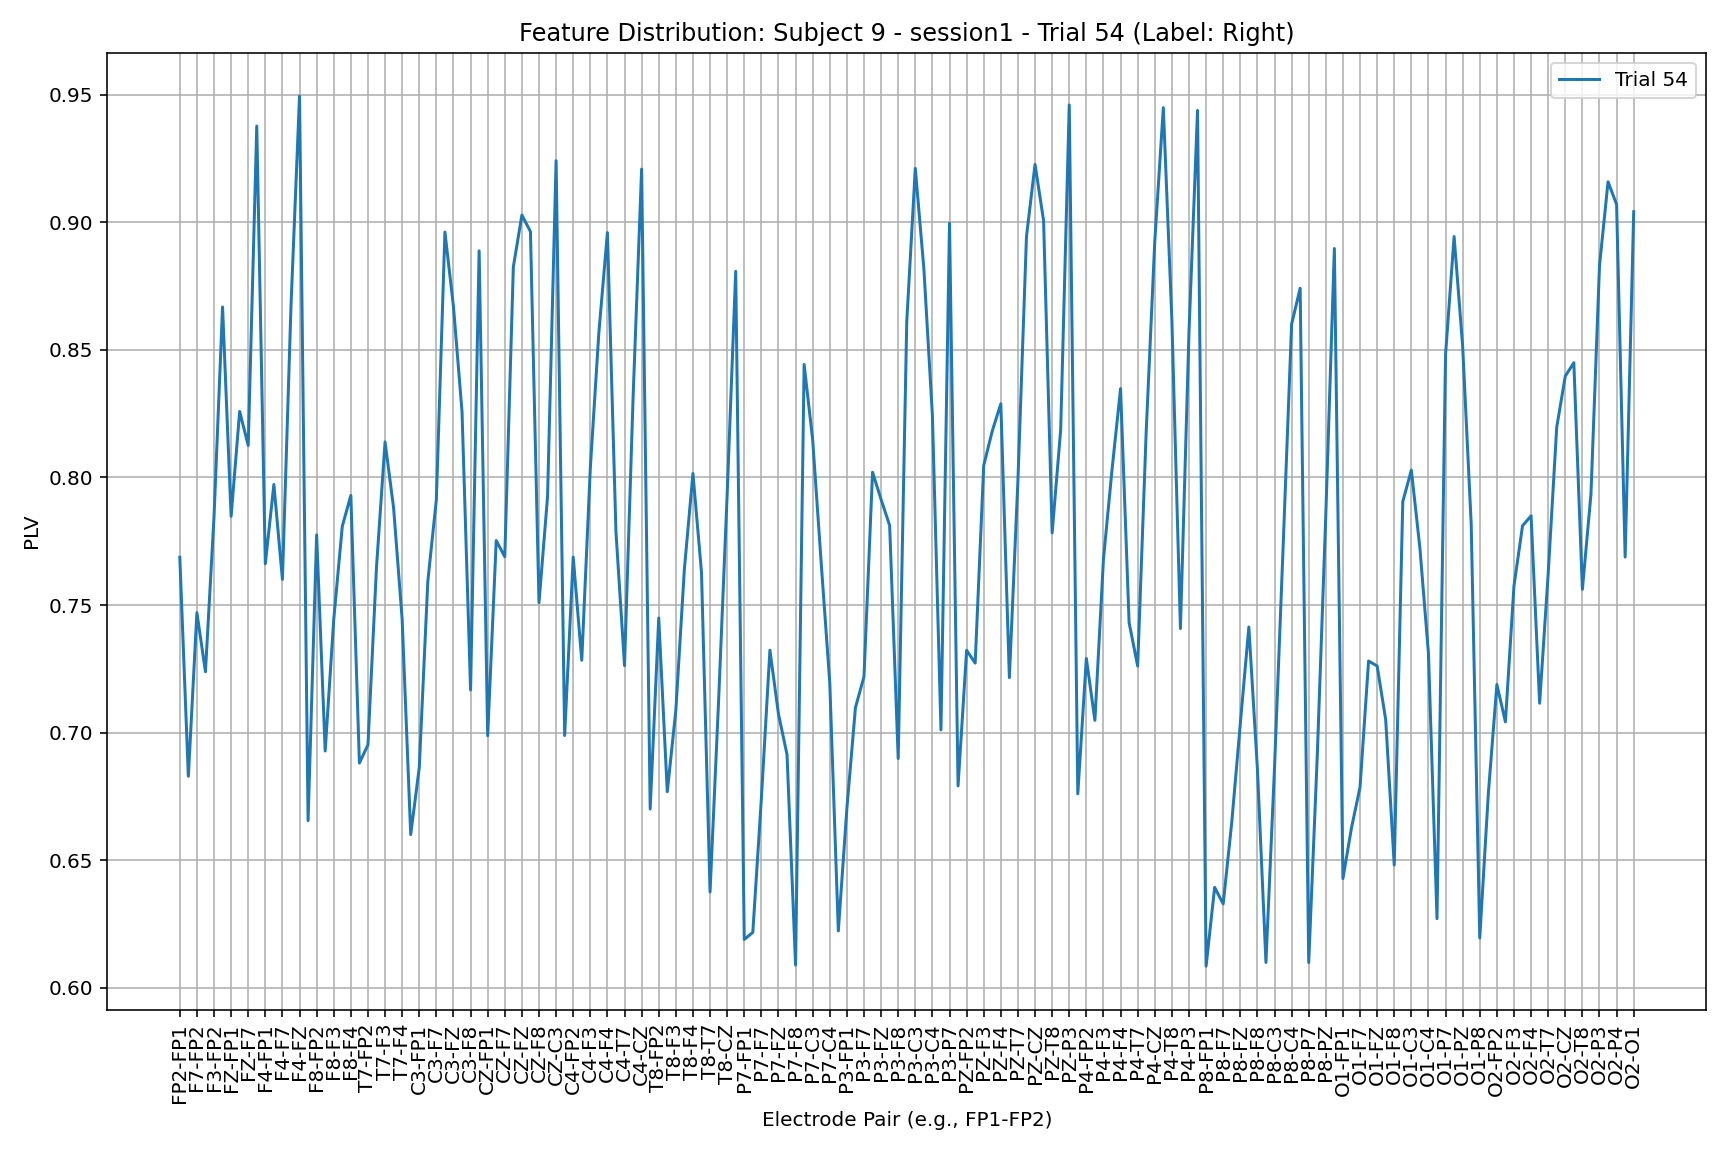 Feature Distribution: Subject 9 - session1 - Trial 54 (Label: Right)
Trial 54
PLV
0.95
0.90
0.85
0.80
0.75
0.70
0.65
0.60
FP2-FP1
F7-FP2
F3-FP2
FZ-FP1
FZ-F7
F4-FP1
F4-F7
F4-FZ
F8-FP2
F8-F3
F8-F4
T7-FP2
T7-F3
T7-F4
C3-FP1
C3-F7
C3-FZ
C3-F8
CZ-FP1
CZ-F7
CZ-FZ
CZ-F8
CZ-C3
C4-FP2
C4-F3
C4-F4
C4-T7
C4-CZ
T8-FP2
T8-F3
T8-F4
T8-T7
T8-CZ
P7-FP1
P7-F7
P7-FZ
P7-F8
P7-C3
P7-C4
P3-FP1
P3-F7
P3-FZ
P3-F8
P3-C3
P3-C4
P3-P7
PZ-FP2
PZ-F3
PZ-F4
PZ-T7
PZ-CZ
PZ-T8
PZ-P3
P4-FP2
P4-F3
P4-F4
P4-T7
P4-CZ
P4-T8
P4-P3
P8-FP1
P8-F7
P8-FZ
P8-F8
P8-C3
P8-C4
P8-P7
P8-PZ
O1-FP1
O1-F7
O1-FZ
O1-F8
O1-C3
O1-C4
O1-P7
O1-PZ
O1-P8
O2-FP2
O2-F3
O2-F4
O2-T7
O2-CZ
O2-T8
O2-P3
O2-P4
O2-O1
Electrode Pair (e.g., FP1-FP2)